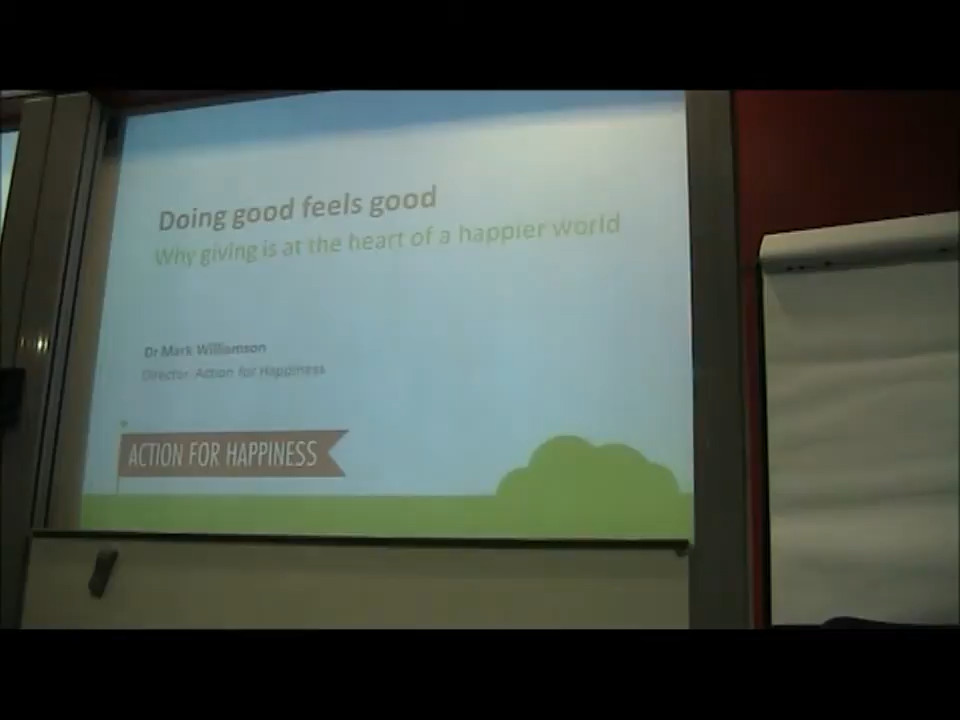 Doing good feels good
Why giving is at the heart of a happier world
Dr Mark Williamson
Director, Action for Happiness
ACTION FOR HAPPINESS